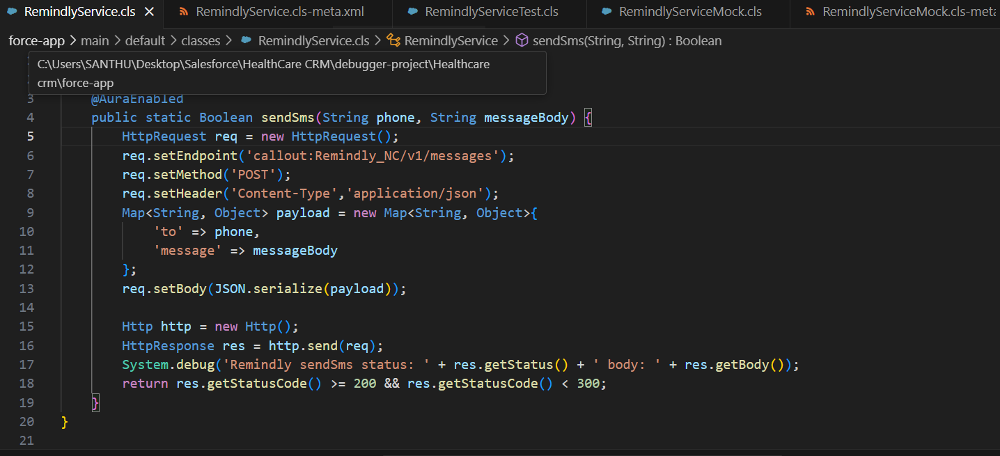 RemindlyService.cls RemindlyService.cls-meta.xml RemindlyServiceTest.cls RemindlyServiceMock.cls RemindlyServiceMock.cls-meta
force-app > main > default > classes > RemindlyService.cls > RemindlyService > sendSms(String, String) : Boolean
C:\Users\SANTHU\Desktop\Salesforce\HealthCare CRM\debugger-project\Healthcare
crm\force-app
3 @AuraEnabled
4 public static Boolean sendSms(String phone, String messageBody) {
5 HttpRequest req = new HttpRequest();
6 req.setEndpoint('callout:Remindly_NC/v1/messages');
7 req.setMethod('POST');
8 req.setHeader('Content-Type','application/json');
9 Map<String, Object> payload = new Map<String, Object>{
10 'to' => phone,
11 'message' => messageBody
12 };
13 req.setBody(JSON.serialize(payload));
14
15 Http http = new Http();
16 HttpResponse res = http.send(req);
17 System.debug('Remindly sendSms status: ' + res.getStatus() + ' body: ' + res.getBody());
18 return res.getStatusCode() >= 200 && res.getStatusCode() < 300;
19 }
20 }
21